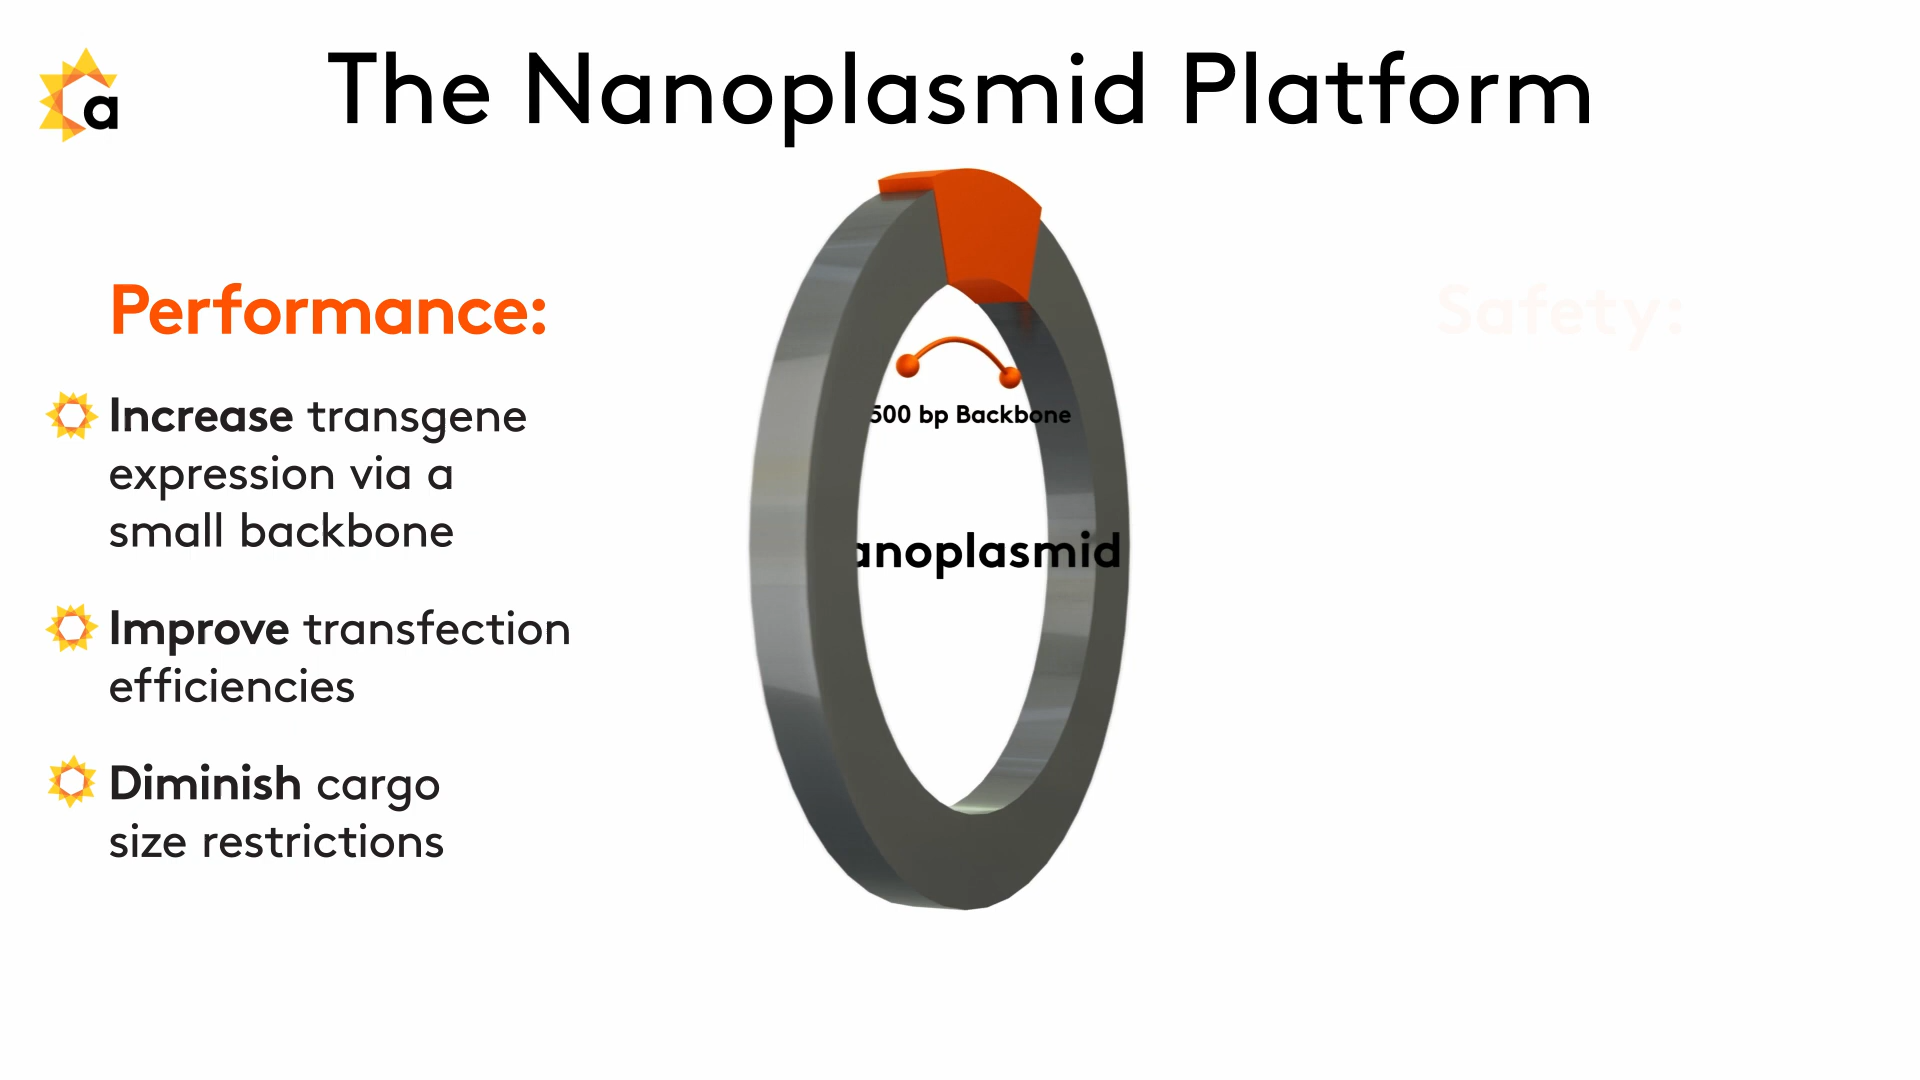 a
The Nanoplasmid Platform
Performance:
Increase transgene
expression via a
small backbone
Improve transfection
efficiencies
Diminish cargo
size restrictions
500 bp Backbone
anoplasmid
Safety: